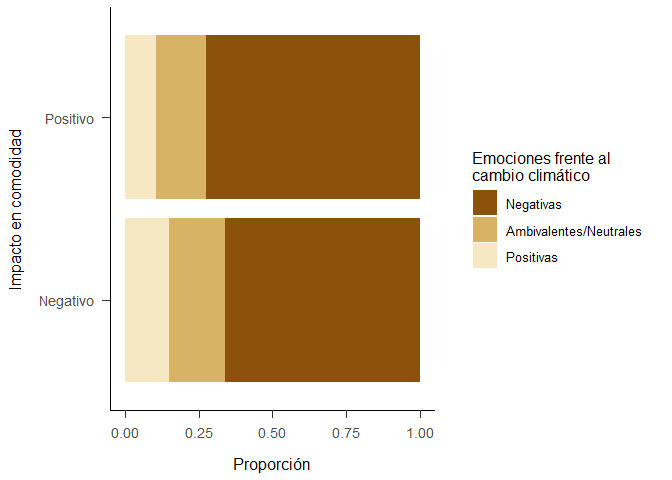 Impacto en comodidad
Positivo
Negativo
0.00
0.25
0.50
0.75
1.00
Proporción
Emociones frente al
cambio climático
Negativas
Ambivalentes/Neutrales
Positivas